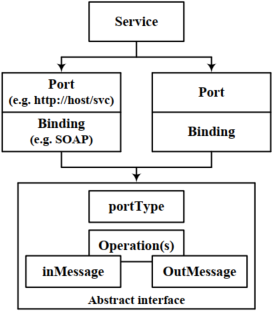 Service
Port
(e.g. http://host/svc)
Binding
(e.g. SOAP)
Port
Binding
portType
Operation(s)
inMessage
OutMessage
Abstract interface